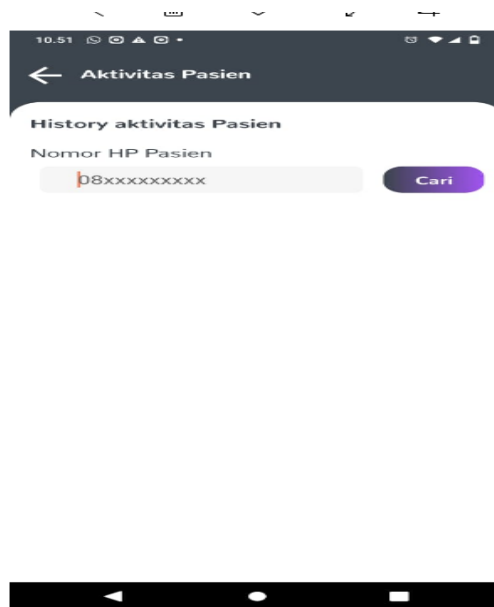 10.51
Aktivitas Pasien
History aktivitas Pasien
Nomor HP Pasien
08xxxxxxxxx Cari